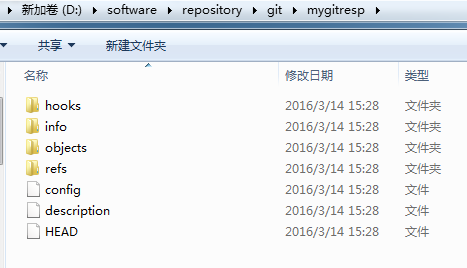 新加卷 (D:) ▸ software ▸ repository ▸ git ▸ mygitresp ▸
共享 ▾ 新建文件夹
名称 修改日期 类型
hooks 2016/3/14 15:28 文件夹
info 2016/3/14 15:28 文件夹
objects 2016/3/14 15:28 文件夹
refs 2016/3/14 15:28 文件夹
config 2016/3/14 15:28 文件
description 2016/3/14 15:28 文件
HEAD 2016/3/14 15:28 文件